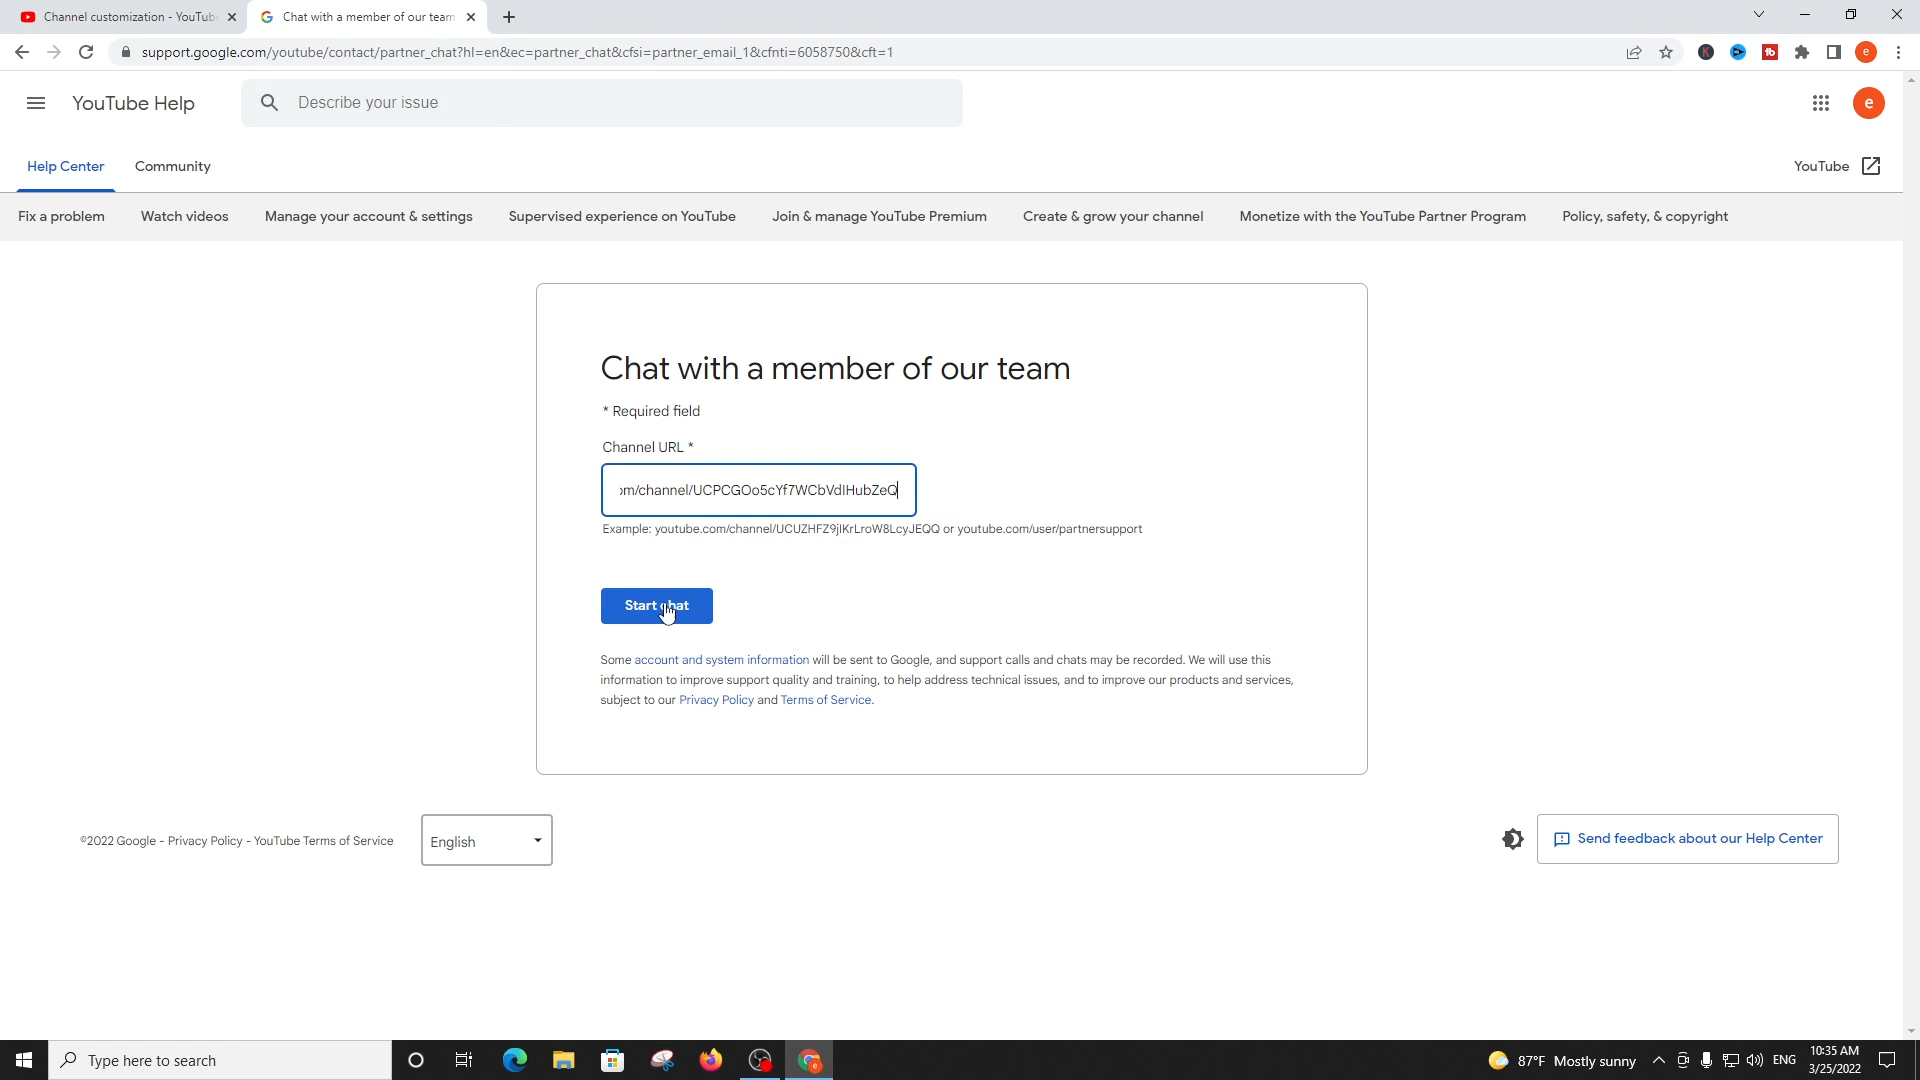 Channel customization - YouTub
Chat with a member of our team
support.google.com/youtube/contact/partner_chat?hl=en&ec=partner_chat&cfsi=partner_email_1&cfnti=6058750&cft=1
e
YouTube Help
Describe your issue
e
Help Center
Community
YouTube
Fix a problem
Watch videos
Manage your account & settings
Supervised experience on YouTube
Join & manage YouTube Premium
Create & grow your channel
Monetize with the YouTube Partner Program
Policy, safety, & copyright
Chat with a member of our team
* Required field
Channel URL *
om/channel/UCPCGOo5cYf7WCbVdIHubZeQ
Example: youtube.com/channel/UCUZHFZ9jIKrLroW8LcyJEQQ or youtube.com/user/partnersupport
Start chat
Some account and system information will be sent to Google, and support calls and chats may be recorded. We will use this
information to improve support quality and training, to help address technical issues, and to improve our products and services,
subject to our Privacy Policy and Terms of Service.
©2022 Google - Privacy Policy - YouTube Terms of Service
English
Send feedback about our Help Center
Type here to search
87°F Mostly sunny
ENG
10:35 AM
3/25/2022